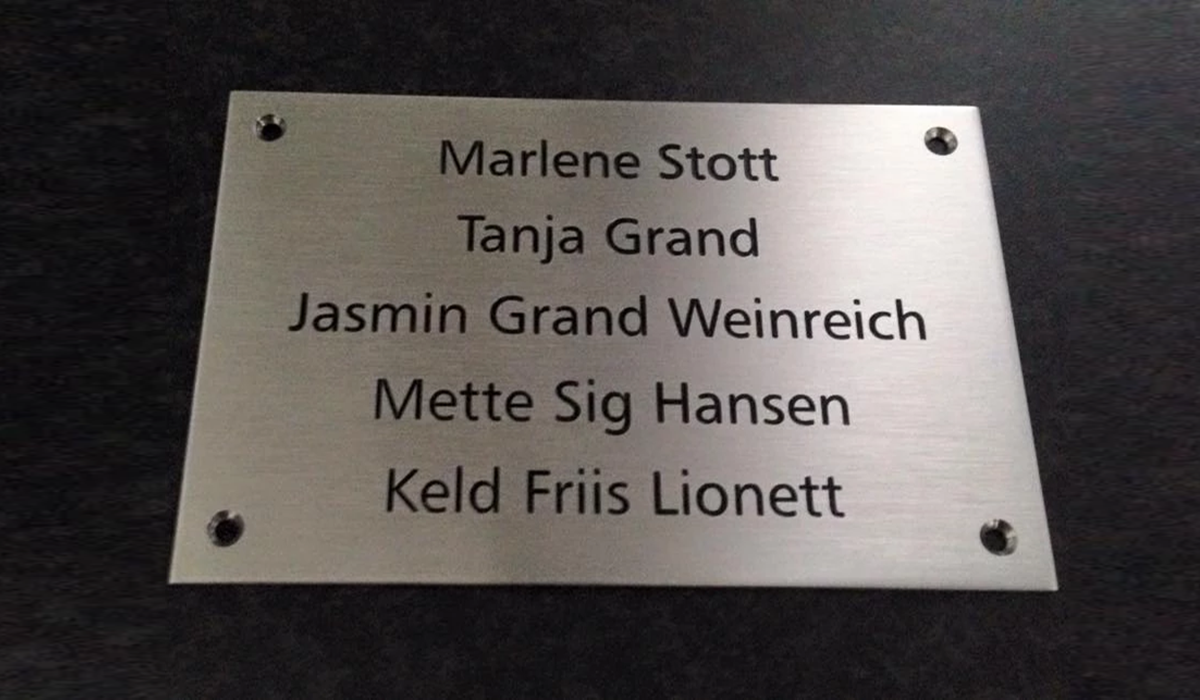 Marlene Stott
Tanja Grand
Jasmin Grand Weinreich
Mette Sig Hansen
Keld Friis Lionett